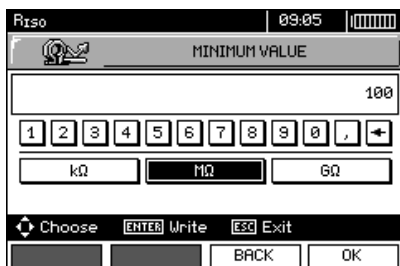 RISO 09:05
MINIMUM VALUE
100
1 2 3 4 5 6 7 8 9 0 ,
kΩ MΩ GΩ
Choose ENTER Write ESC Exit
BACK OK